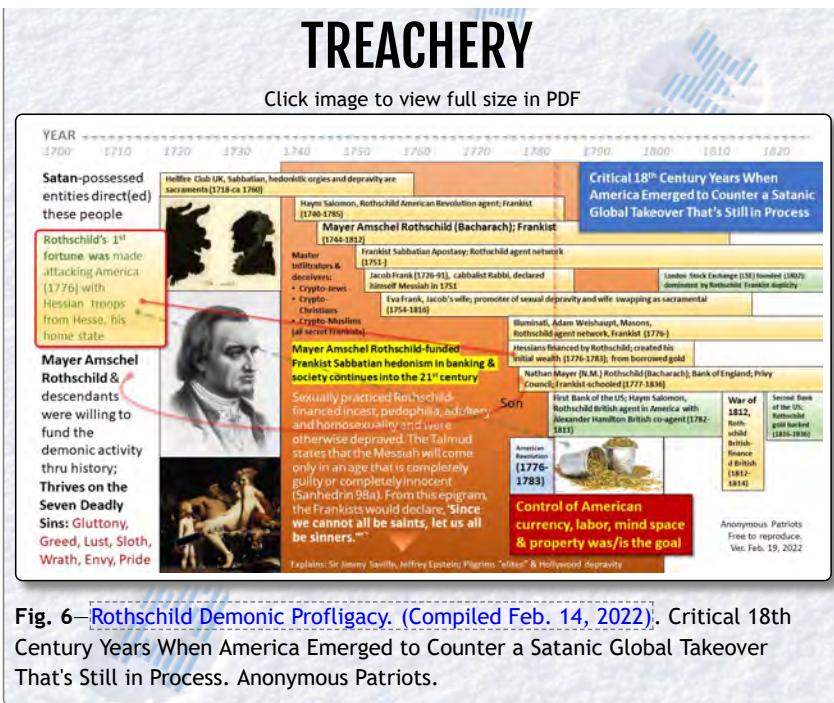 TREACHERY
Click image to view full size in PDF
YEAR
1700 1710 1720 1730 1740 1750 1760 1770 1780 1790 1800 1810 1820
Satan-possessed
entities direct(ed)
these people
Rothschild's 1st
fortune was made
attacking America
(1776) with
Hessian troops
from Hesse, his
home state
Mayer Amschel
Rothschild &
descendants
were willing to
fund the
demonic activity
thru history;
Thrives on the
Seven Deadly
Sins: Gluttony,
Greed, Lust, Sloth,
Wrath, Envy, Pride
Hellfire Club UK, Sabbatian, hedonistic orgies and depravity are
sacraments (1718-ca 1760)
Haym Salomon, Rothschild American Revolution agent; Frankist
(1740-1785)
Mayer Amschel Rothschild (Bacharach); Frankist
(1744-1812)
Master
Infiltrators &
deceivers:
• Crypto-Jews
• Crypto-
Christians
• Crypto-Muslims
(all secret Frankists)
Frankist Sabbatian Apostasy; Rothschild agent network
(1751-)
Jacob Frank (1726-91), cabbalist Rabbi, declared
himself Messiah in 1751
Eva Frank, Jacob's wife; promoter of sexual depravity and wife swapping as sacramental
(1754-1816)
Critical 18th Century Years When
America Emerged to Counter a Satanic
Global Takeover That's Still in Process
London Stock Exchange (LSE) founded (1802);
dominated by Rothschild Frankist duplicity
Illuminati, Adam Weishaupt, Masons,
Rothschild agent network, Frankist (1776-)
Hessians financed by Rothschild; created his
initial wealth (1776-1783); from borrowed gold
Nathan Mayer (N.M.) Rothschild (Bacharach); Bank of England; Privy
Council; Frankist-schooled (1777-1836)
Son
First Bank of the US; Haym Salomon,
Rothschild British agent in America with
Alexander Hamilton British co-agent (1782-
1811)
War of
1812,
Roth-
schild
British-
finance
d British
(1812-
1814)
Second Bank
of the US;
Rothschild
gold backed
(1816-1836)
Mayer Amschel Rothschild-funded
Frankist Sabbatian hedonism in banking &
society continues into the 21st century
Sexually practiced Rothschild-
financed incest, pedophilia, adultery
and homosexuality and were
otherwise depraved. The Talmud
states that the Messiah will come
only in an age that is completely
guilty or completely innocent
(Sanhedrin 98a). From this epigram,
the Frankists would declare, 'Since
we cannot all be saints, let us all
be sinners.'"
Explains: Sir Jimmy Saville, Jeffrey Epstein; Pilgrims "elites" & Hollywood depravity
American
Revolution
(1776-
1783)
Control of American
currency, labor, mind space
& property was/is the goal
Anonymous Patriots
Free to reproduce.
Ver. Feb. 19, 2022
Fig. 6—Rothschild Demonic Profligacy. (Compiled Feb. 14, 2022). Critical 18th
Century Years When America Emerged to Counter a Satanic Global Takeover
That's Still in Process. Anonymous Patriots.